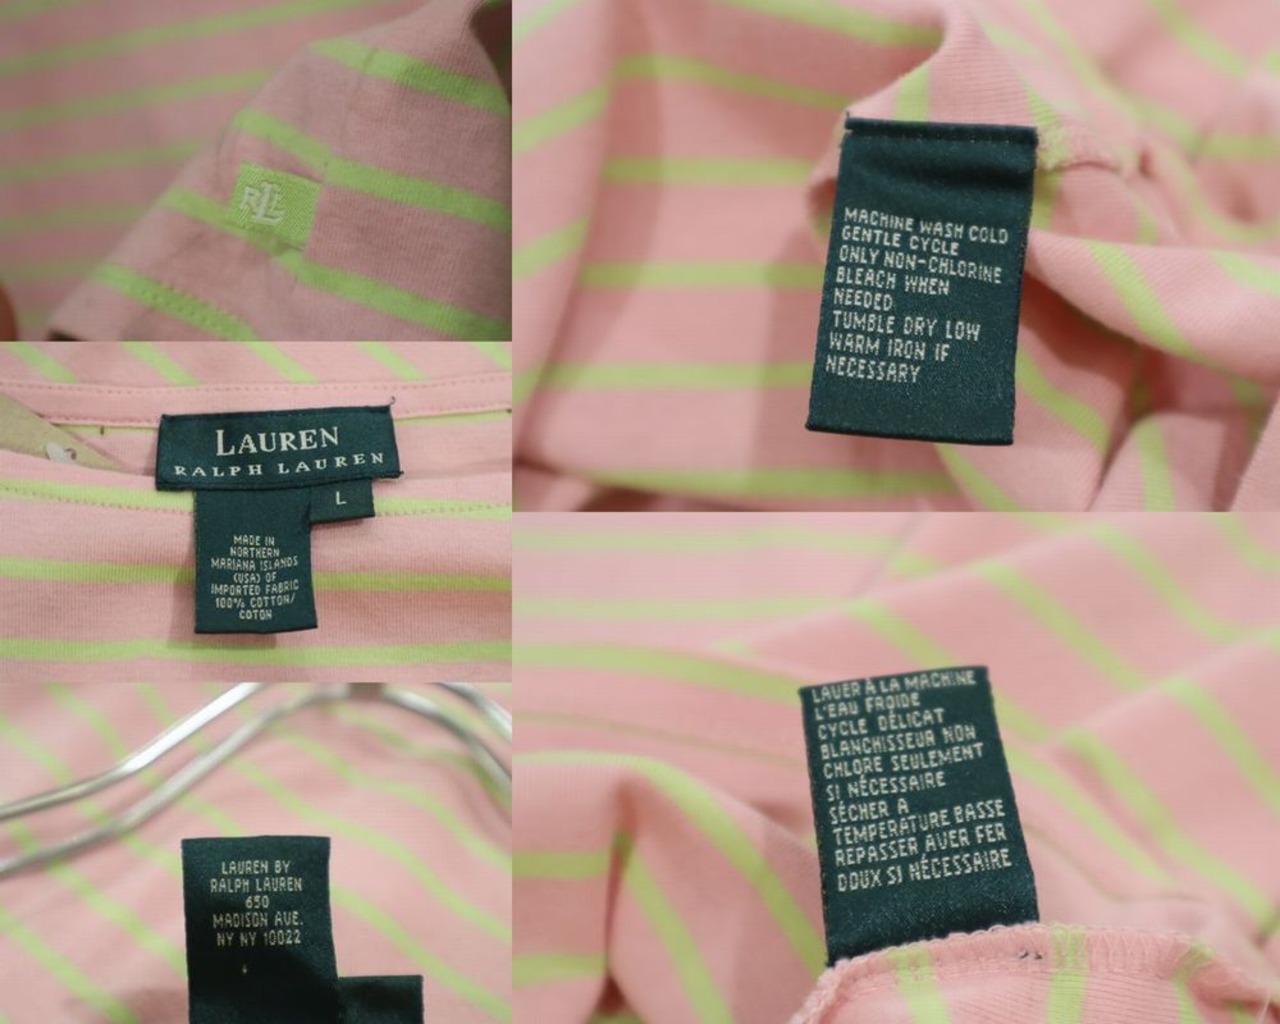 RLL
MACHINE WASH COLD
GENTLE CYCLE
ONLY NON-CHLORINE
BLEACH WHEN
NEEDED
TUMBLE DRY LOW
WARM IRON IF
NECESSARY
LAUREN
RALPH LAUREN
L
MADE IN
NORTHERN
MARIANA ISLANDS
(USA) OF
IMPORTED FABRIC
100% COTTON/
COTON
LAUREN BY
RALPH LAUREN
650
MADISON AVE.
NY NY 10022
LAVER À LA MACHINE
L'EAU FROIDE
CYCLE DÉLICAT
BLANCHISSEUR NON
CHLORE SEULEMENT
SI NÉCESSAIRE
SÉCHER A
TEMPÉRATURE BASSE
REPASSER AVER FER
DOUX SI NÉCESSAIRE